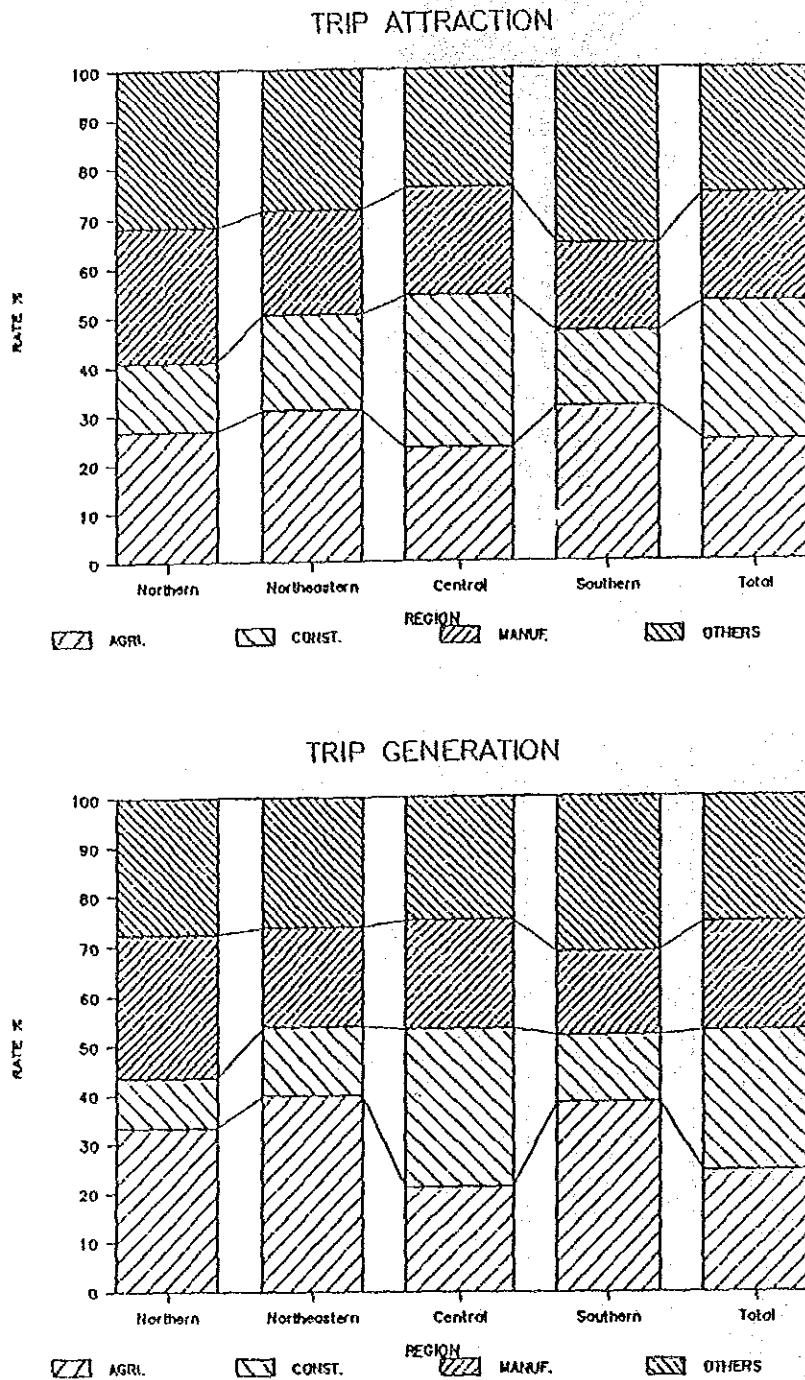 TRIP ATTRACTION
100
90
80
70
60
50
40
30
20
10
0
RATE %
Northern Northeastern Central Southern Total
REGION
AGRI. CONST. MANUF. OTHERS
TRIP GENERATION
100
90
80
70
60
50
40
30
20
10
0
RATE %
Northern Northeastern Central Southern Total
REGION
AGRI. CONST. MANUF. OTHERS